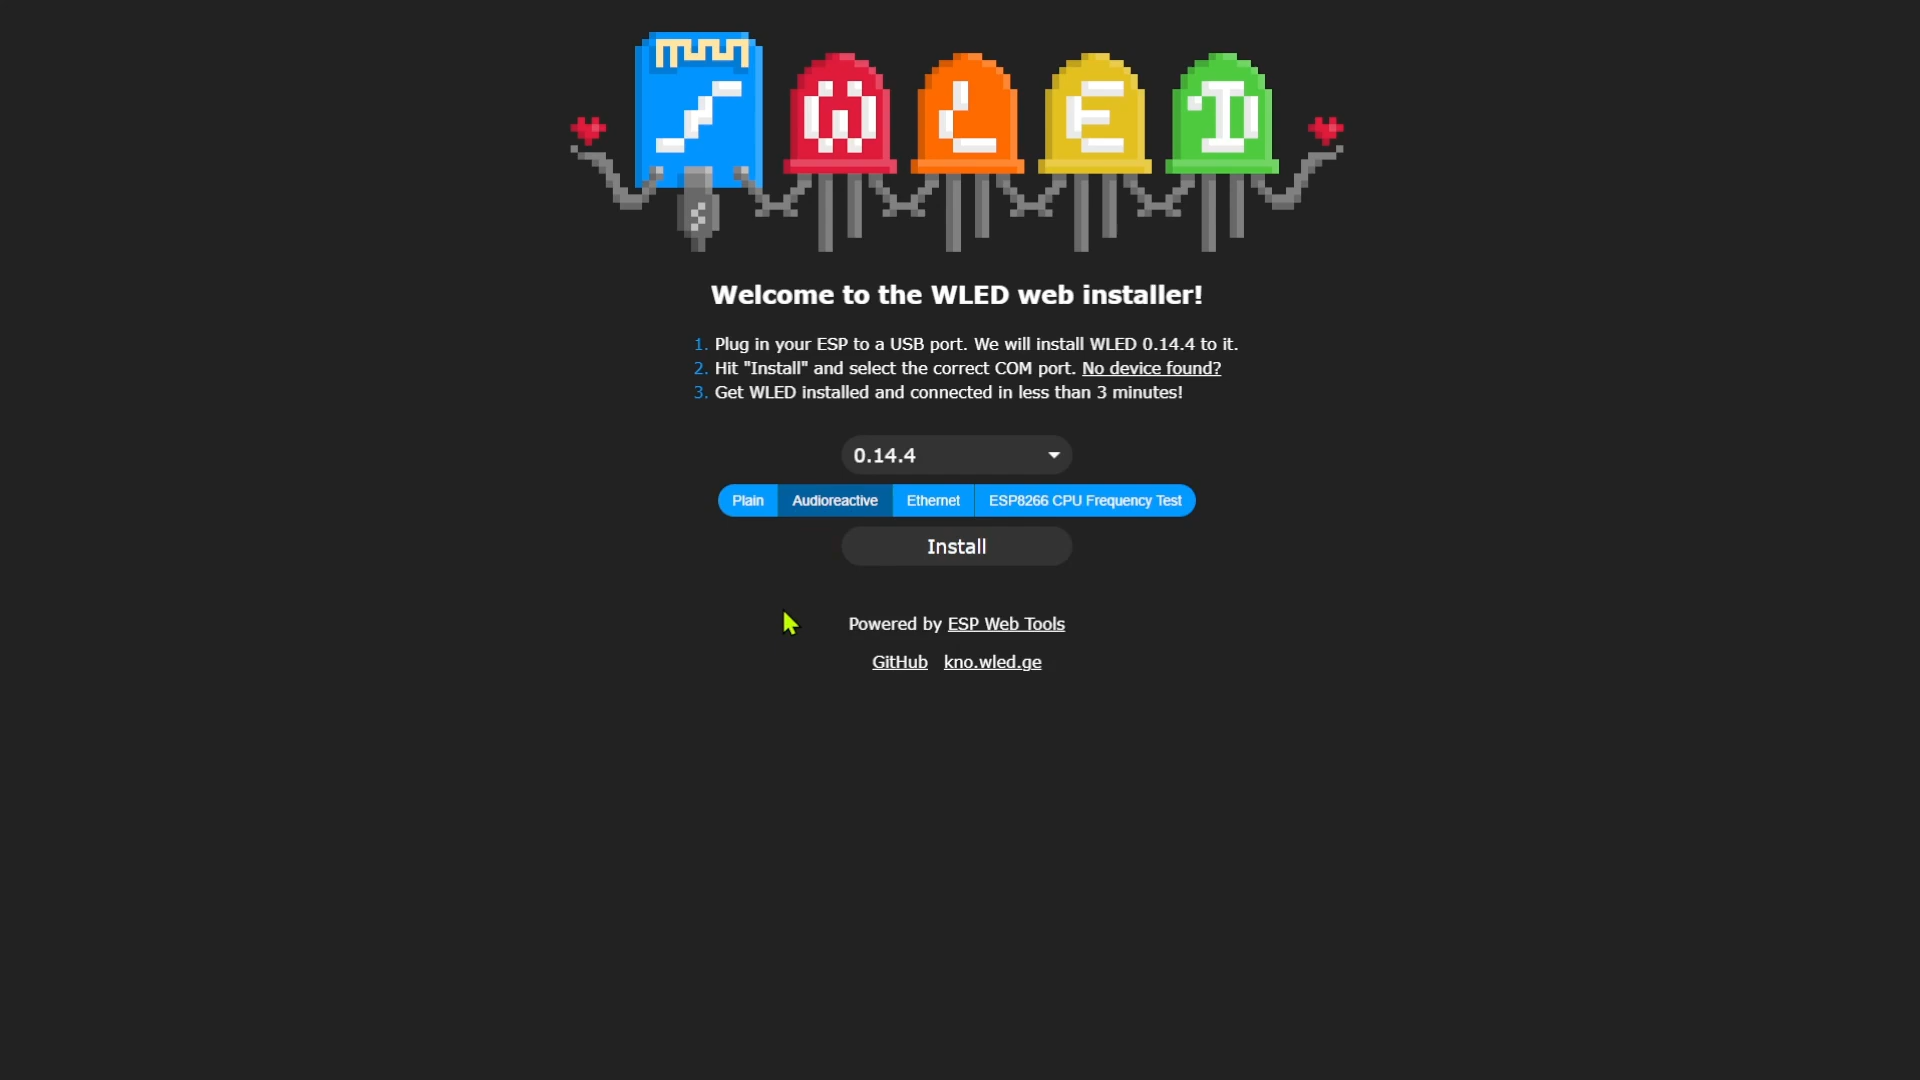 WLED
Welcome to the WLED web installer!
1. Plug in your ESP to a USB port. We will install WLED 0.14.4 to it.
2. Hit "Install" and select the correct COM port. No device found?
3. Get WLED installed and connected in less than 3 minutes!
0.14.4
Plain Audioreactive Ethernet ESP8266 CPU Frequency Test
Install
Powered by ESP Web Tools
GitHub kno.wled.ge